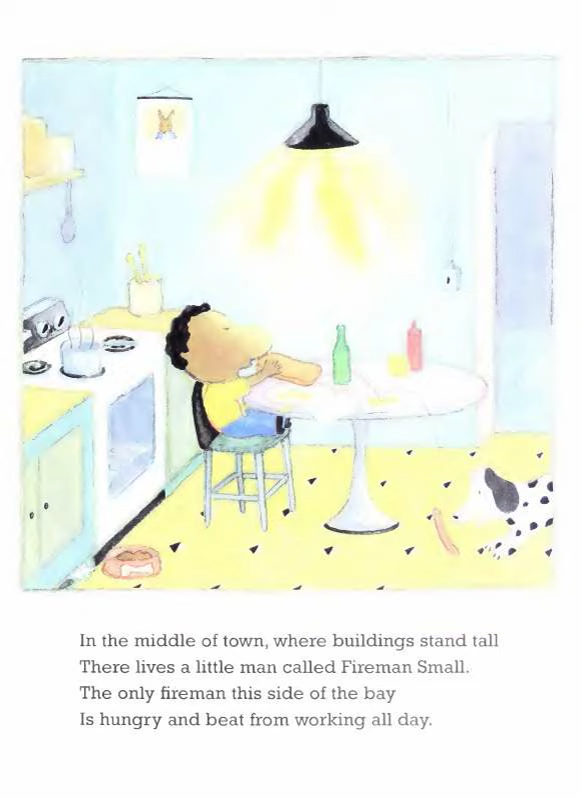 In the middle of town, where buildings stand tall
There lives a little man called Fireman Small.
The only fireman this side of the bay
Is hungry and beat from working all day.